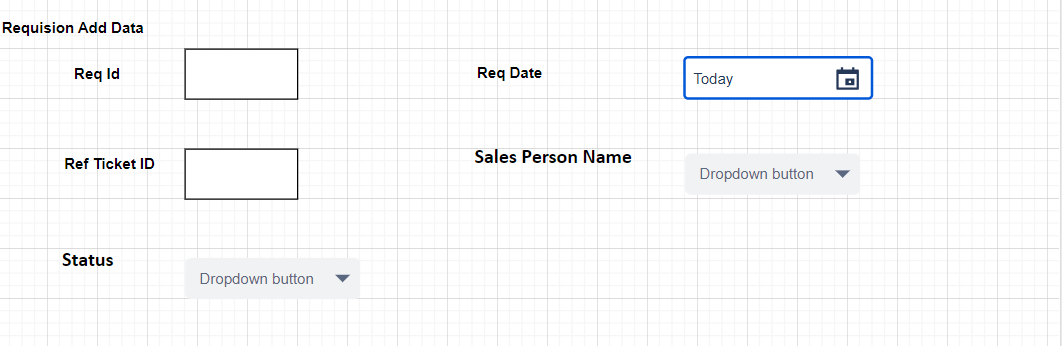 Requision Add Data
Req Id
Req Date
Today
Ref Ticket ID
Sales Person Name
Dropdown button
Status
Dropdown button